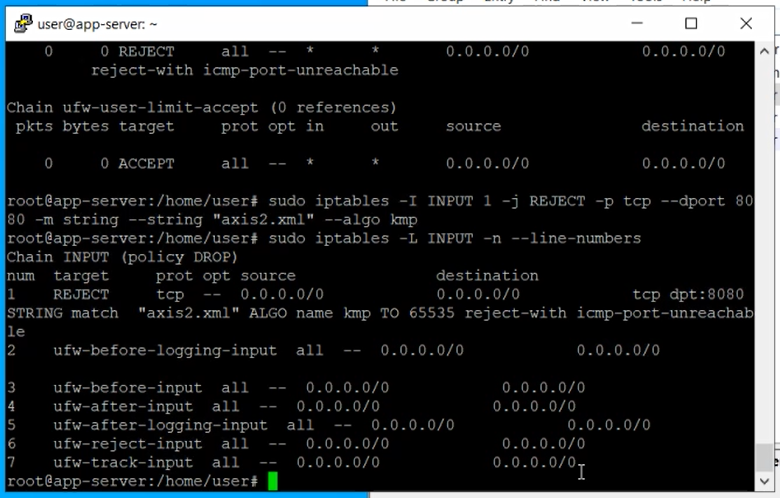 user@app-server: ~
0 0 REJECT all -- * * 0.0.0.0/0 0.0.0.0/0
reject-with icmp-port-unreachable
Chain ufw-user-limit-accept (0 references)
pkts bytes target prot opt in out source destination
0 0 ACCEPT all -- * * 0.0.0.0/0 0.0.0.0/0
root@app-server:/home/user# sudo iptables -I INPUT 1 -j REJECT -p tcp --dport 80
80 -m string --string "axis2.xml" --algo kmp
root@app-server:/home/user# sudo iptables -L INPUT -n --line-numbers
Chain INPUT (policy DROP)
num target prot opt source destination
1 REJECT tcp -- 0.0.0.0/0 0.0.0.0/0 tcp dpt:8080
STRING match "axis2.xml" ALGO name kmp TO 65535 reject-with icmp-port-unreachab
le
2 ufw-before-logging-input all -- 0.0.0.0/0 0.0.0.0/0
3 ufw-before-input all -- 0.0.0.0/0 0.0.0.0/0
4 ufw-after-input all -- 0.0.0.0/0 0.0.0.0/0
5 ufw-after-logging-input all -- 0.0.0.0/0 0.0.0.0/0
6 ufw-reject-input all -- 0.0.0.0/0 0.0.0.0/0
7 ufw-track-input all -- 0.0.0.0/0 0.0.0.0/0
root@app-server:/home/user#